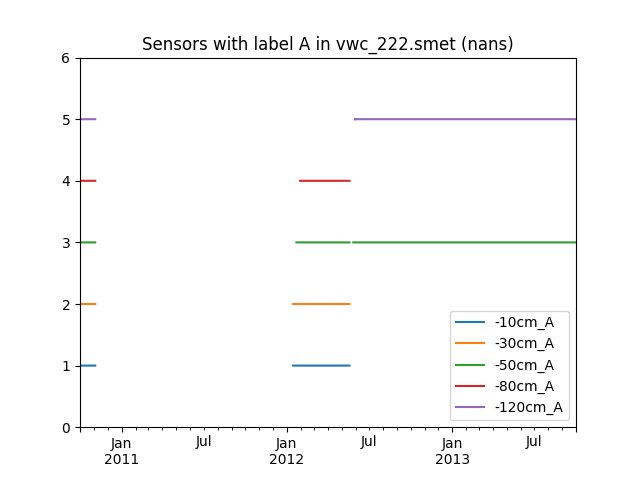 Sensors with label A in vwc_222.smet (nans)
6
5
4
3
2
1
0
-10cm_A
-30cm_A
-50cm_A
-80cm_A
-120cm_A
Jan Jul Jan Jul Jan Jul
2011 2012 2013